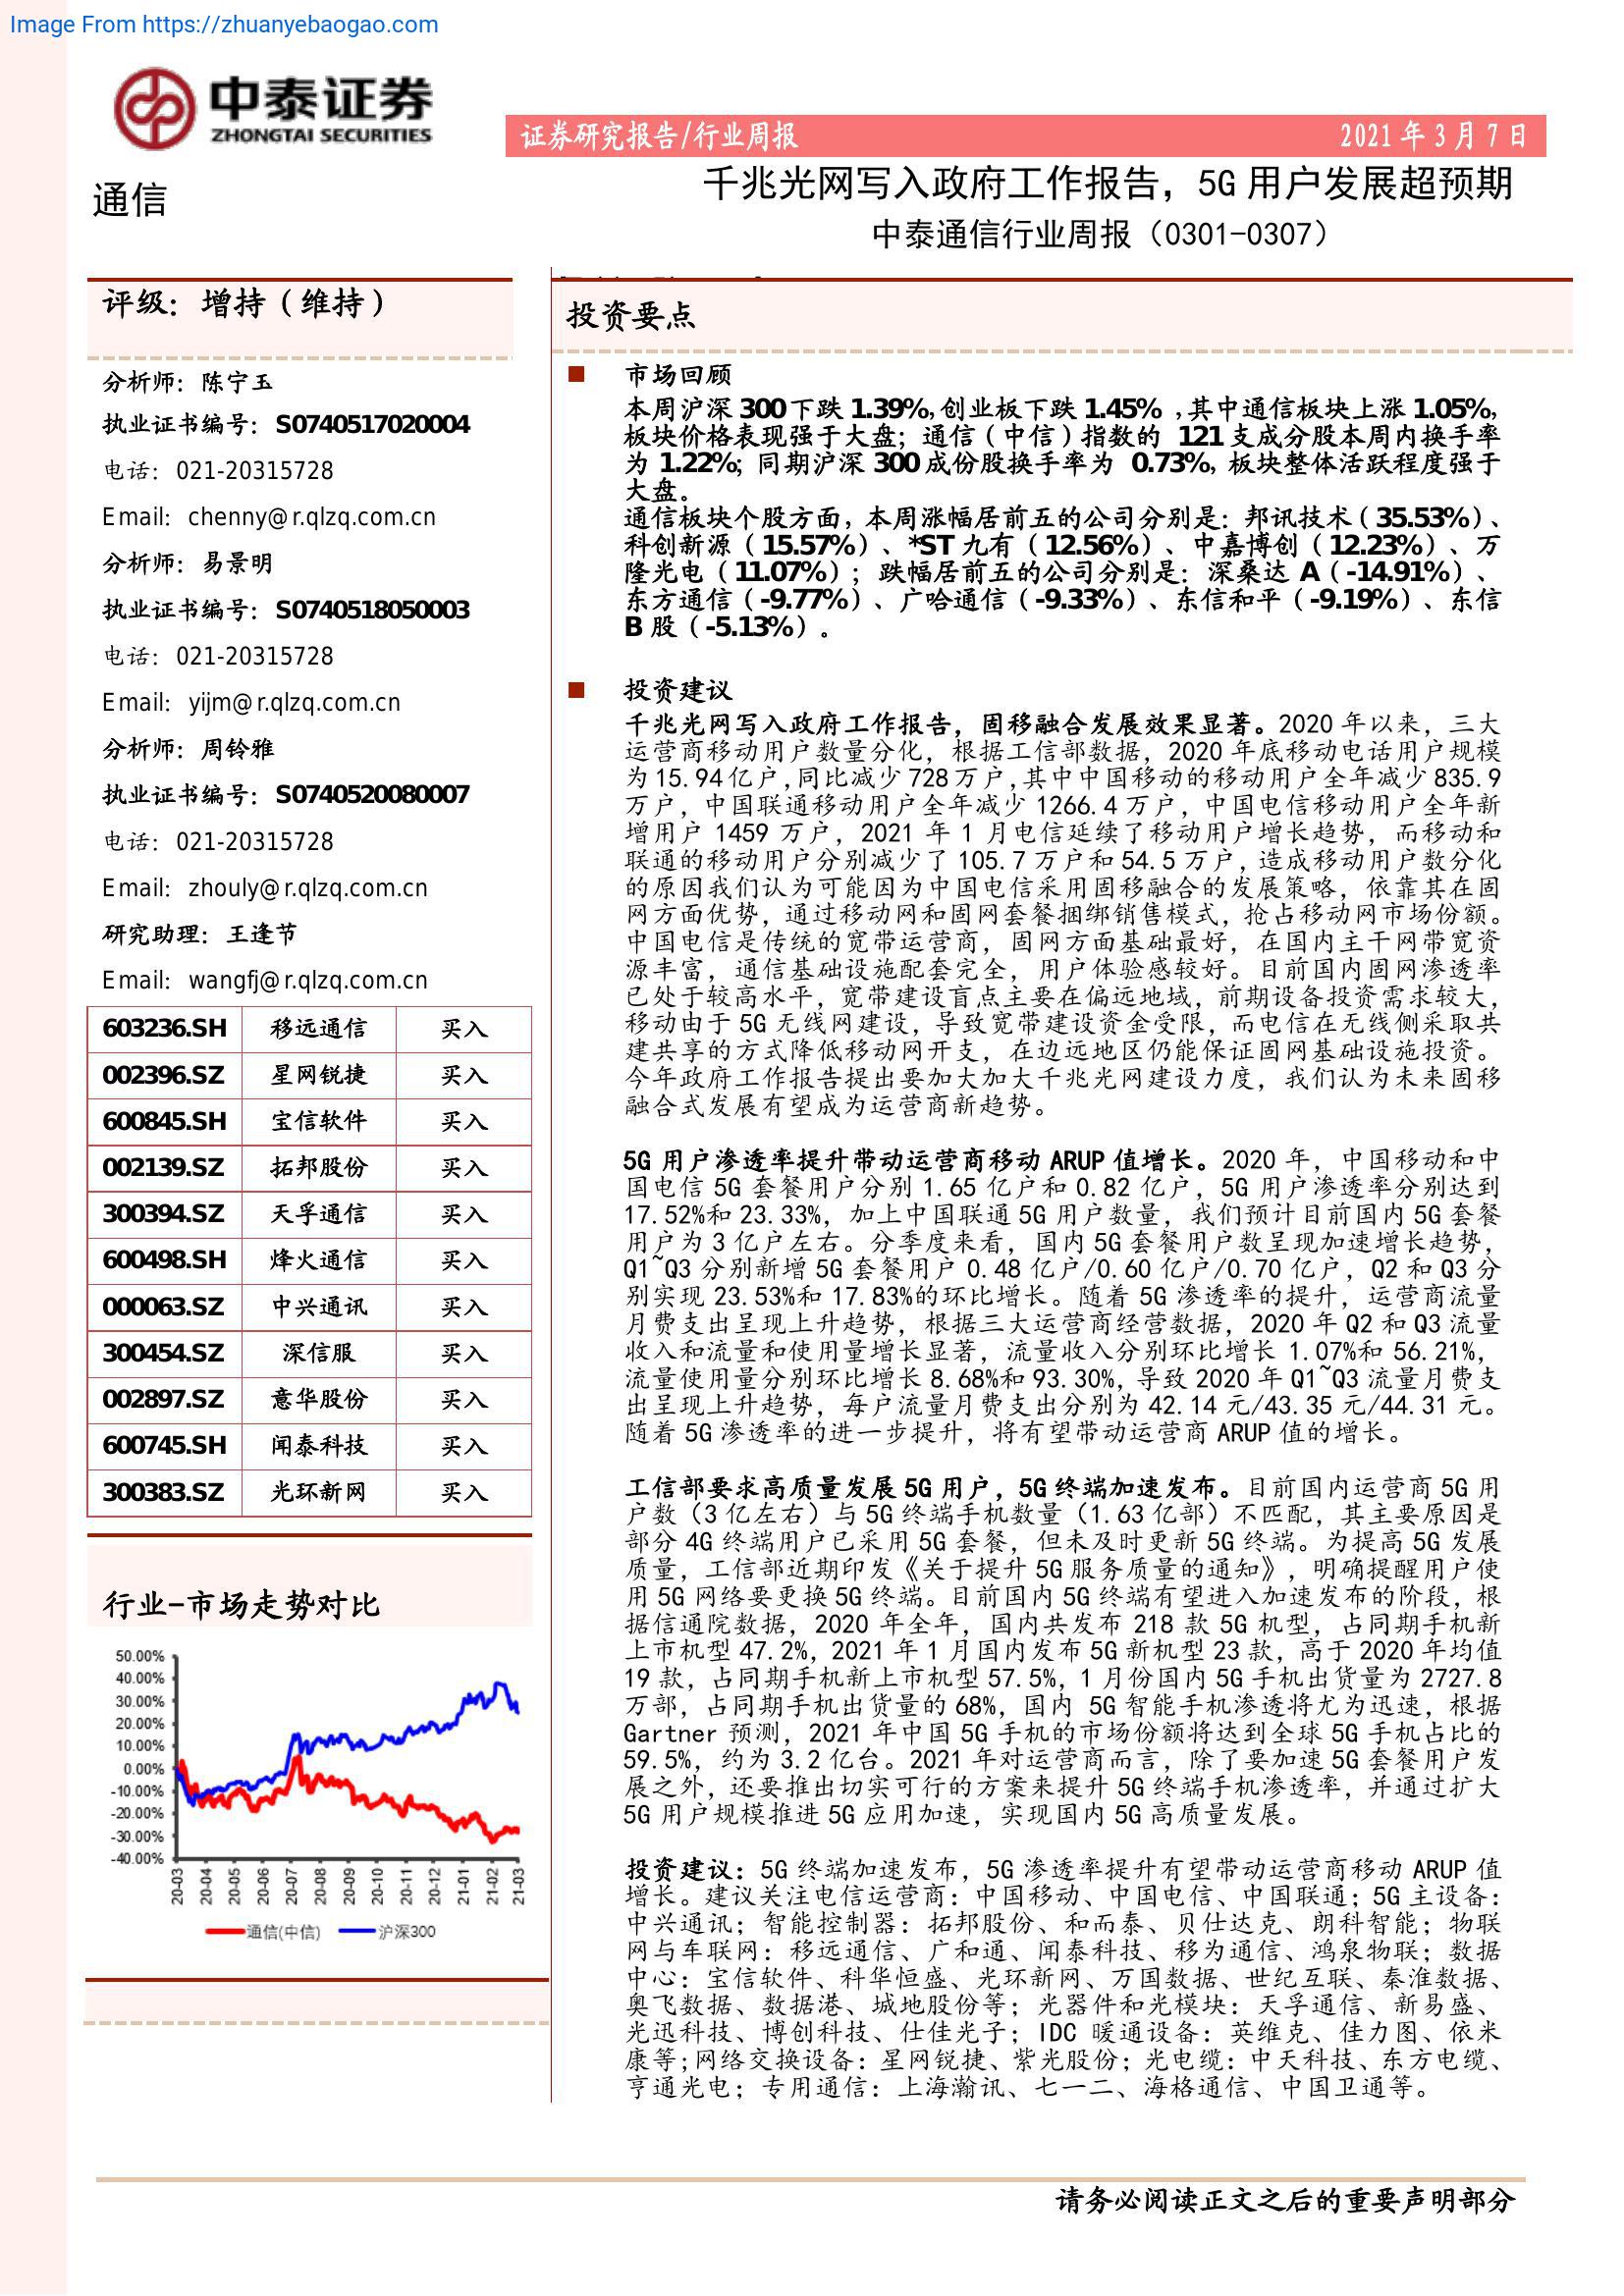 Image From https://zhuanyebaogao.com
中泰证券
ZHONGTAI SECURITIES
证券研究报告/行业周报
2021年3月7日
通信
千兆光网写入政府工作报告，5G用户发展超预期
中泰通信行业周报（0301-0307）
评级：增持（维持）
分析师：陈宁玉
执业证书编号：S0740517020004
电话：021-20315728
Email：chenny@r.qlzq.com.cn
分析师：易景明
执业证书编号：S0740518050003
电话：021-20315728
Email：yijm@r.qlzq.com.cn
分析师：周铃雅
执业证书编号：S0740520080007
电话：021-20315728
Email：zhouly@r.qlzq.com.cn
研究助理：王逢节
Email：wangfj@r.qlzq.com.cn
603236.SH 移远通信 买入
002396.SZ 星网锐捷 买入
600845.SH 宝信软件 买入
002139.SZ 拓邦股份 买入
300394.SZ 天孚通信 买入
600498.SH 烽火通信 买入
000063.SZ 中兴通讯 买入
300454.SZ 深信服 买入
002897.SZ 意华股份 买入
600745.SH 闻泰科技 买入
300383.SZ 光环新网 买入
行业-市场走势对比
50.00%
40.00%
30.00%
20.00%
10.00%
0.00%
-10.00%
-20.00%
-30.00%
-40.00%
20-03 20-04 20-05 20-06 20-07 20-08 20-09 20-10 20-11 20-12 21-01 21-02 21-03
通信(中信) 沪深300
投资要点
市场回顾
本周沪深300下跌1.39%,创业板下跌1.45%，其中通信板块上涨1.05%,
板块价格表现强于大盘；通信（中信）指数的 121支成分股本周内换手率
为 1.22%；同期沪深300成份股换手率为 0.73%，板块整体活跃程度强于
大盘。
通信板块个股方面，本周涨幅居前五的公司分别是：邦讯技术（35.53%）、
科创新源（15.57%）、*ST九有（12.56%）、中嘉博创（12.23%）、万
隆光电（11.07%）；跌幅居前五的公司分别是：深桑达A（-14.91%）、
东方通信（-9.77%）、广哈通信（-9.33%）、东信和平（-9.19%）、东信
B股（-5.13%）。
投资建议
千兆光网写入政府工作报告，固移融合发展效果显著。2020年以来，三大
运营商移动用户数量分化，根据工信部数据，2020年底移动电话用户规模
为15.94亿户,同比减少728万户,其中中国移动的移动用户全年减少835.9
万户，中国联通移动用户全年减少1266.4万户，中国电信移动用户全年新
增用户1459万户，2021年1月电信延续了移动用户增长趋势，而移动和
联通的移动用户分别减少了105.7万户和54.5万户,造成移动用户数分化
的原因我们认为可能因为中国电信采用固移融合的发展策略，依靠其在固
网方面优势，通过移动网和固网套餐捆绑销售模式，抢占移动网市场份额。
中国电信是传统的宽带运营商，固网方面基础最好，在国内主干网带宽资
源丰富，通信基础设施配套完全，用户体验感较好。目前国内固网渗透率
已处于较高水平，宽带建设盲点主要在偏远地域，前期设备投资需求较大，
移动由于5G无线网建设，导致宽带建设资金受限，而电信在无线侧采取共
建共享的方式降低移动网开支，在边远地区仍能保证固网基础设施投资。
今年政府工作报告提出要加大加大千兆光网建设力度，我们认为未来固移
融合式发展有望成为运营商新趋势。
5G用户渗透率提升带动运营商移动ARUP值增长。2020年，中国移动和中
国电信5G套餐用户分别1.65亿户和0.82亿户，5G用户渗透率分别达到
17.52%和23.33%，加上中国联通5G用户数量，我们预计目前国内5G套餐
用户为3亿户左右。分季度来看，国内5G套餐用户数呈现加速增长趋势，
Q1~Q3分别新增5G套餐用户0.48亿户/0.60亿户/0.70亿户，Q2和Q3分
别实现23.53%和17.83%的环比增长。随着5G渗透率的提升，运营商流量
月费支出呈现上升趋势，根据三大运营商经营数据，2020年Q2和Q3流量
收入和流量和使用量增长显著，流量收入分别环比增长1.07%和56.21%，
流量使用量分别环比增长8.68%和93.30%,导致2020年Q1~Q3流量月费支
出呈现上升趋势，每户流量月费支出分别为42.14元/43.35元/44.31元。
随着5G渗透率的进一步提升，将有望带动运营商ARUP值的增长。
工信部要求高质量发展5G用户，5G终端加速发布。目前国内运营商5G用
户数（3亿左右）与5G终端手机数量（1.63亿部）不匹配，其主要原因是
部分4G终端用户已采用5G套餐，但未及时更新5G终端。为提高5G发展
质量，工信部近期印发《关于提升5G服务质量的通知》，明确提醒用户使
用5G网络要更换5G终端。目前国内5G终端有望进入加速发布的阶段，根
据信通院数据，2020年全年，国内共发布218款5G机型，占同期手机新
上市机型47.2%，2021年1月国内发布5G新机型23款，高于2020年均值
19款，占同期手机新上市机型57.5%，1月份国内5G手机出货量为2727.8
万部，占同期手机出货量的68%，国内 5G智能手机渗透将尤为迅速，根据
Gartner预测，2021年中国5G手机的市场份额将达到全球5G手机占比的
59.5%，约为3.2亿台。2021年对运营商而言，除了要加速5G套餐用户发
展之外，还要推出切实可行的方案来提升5G终端手机渗透率，并通过扩大
5G用户规模推进5G应用加速，实现国内5G高质量发展。
投资建议：5G终端加速发布，5G渗透率提升有望带动运营商移动ARUP值
增长。建议关注电信运营商：中国移动、中国电信、中国联通；5G主设备：
中兴通讯；智能控制器：拓邦股份、和而泰、贝仕达克、朗科智能；物联
网与车联网：移远通信、广和通、闻泰科技、移为通信、鸿泉物联；数据
中心：宝信软件、科华恒盛、光环新网、万国数据、世纪互联、秦淮数据、
奥飞数据、数据港、城地股份等；光器件和光模块：天孚通信、新易盛、
光迅科技、博创科技、仕佳光子；IDC 暖通设备：英维克、佳力图、依米
康等;网络交换设备：星网锐捷、紫光股份；光电缆：中天科技、东方电缆、
亨通光电；专用通信：上海瀚讯、七一二、海格通信、中国卫通等。
请务必阅读正文之后的重要声明部分